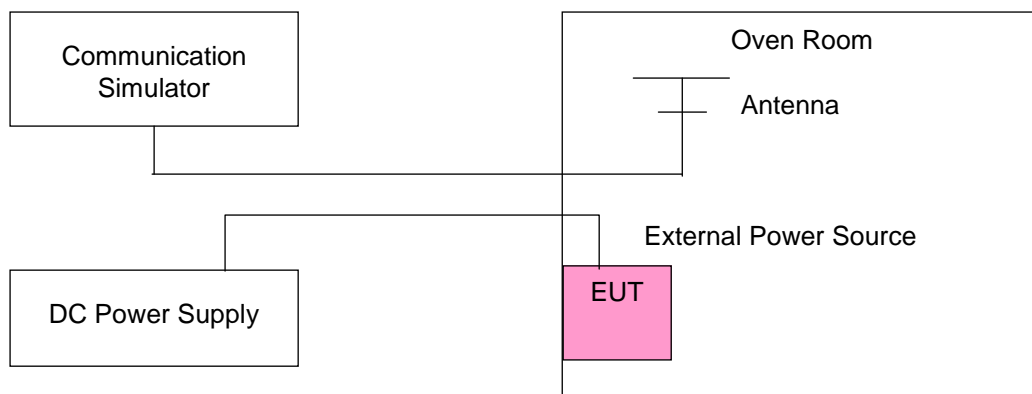 Communication
Simulator
Oven Room
Antenna
External Power Source
EUT
DC Power Supply